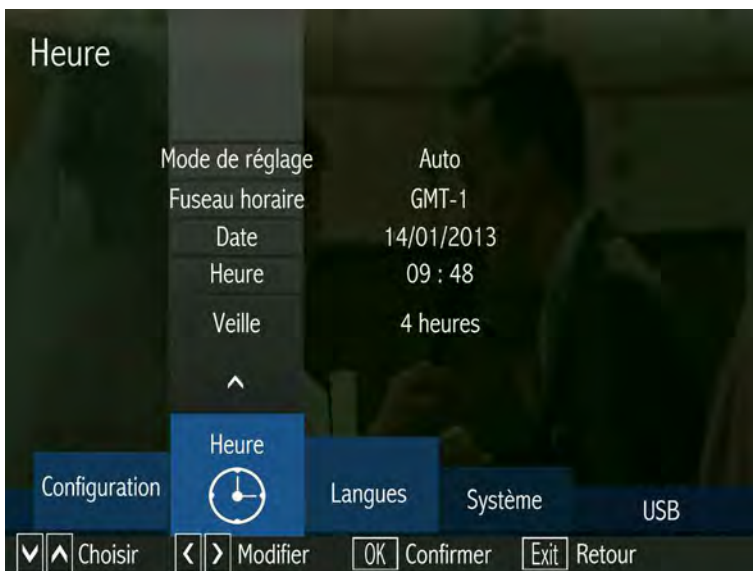 Heure
Mode de réglage Auto
Fuseau horaire GMT-1
Date 14/01/2013
Heure 09 : 48
Veille 4 heures
Heure
Configuration
Langues
Système
USB
Choisir Modifier OK Confirmer Exit Retour